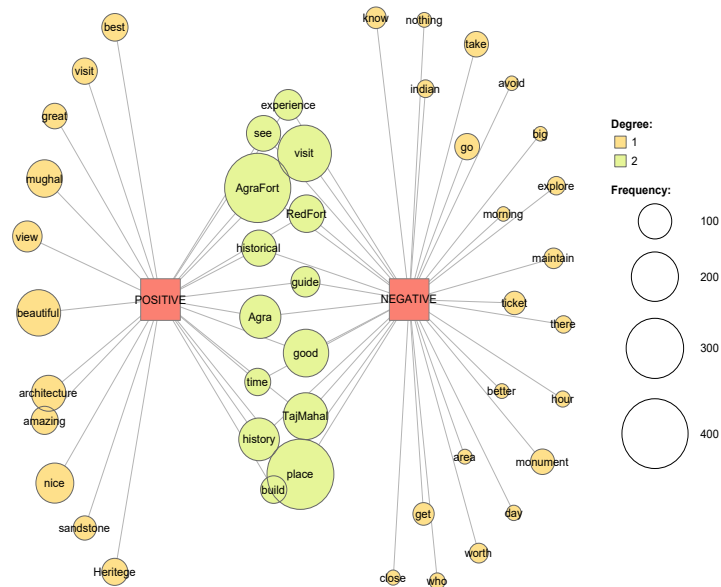 best
visit
great
mughal
view
beautiful
POSITIVE
architecture
amazing
nice
sandstone
Heritege
experience
see
visit
AgraFort
RedFort
historical
guide
Agra
good
time
TajMahal
history
place
build
know
nothing
take
indian
avoid
go
big
explore
morning
maintain
NEGATIVE
ticket
there
better
hour
area
monument
get
day
worth
close
who
Degree:
1
2
Frequency:
100
200
300
400